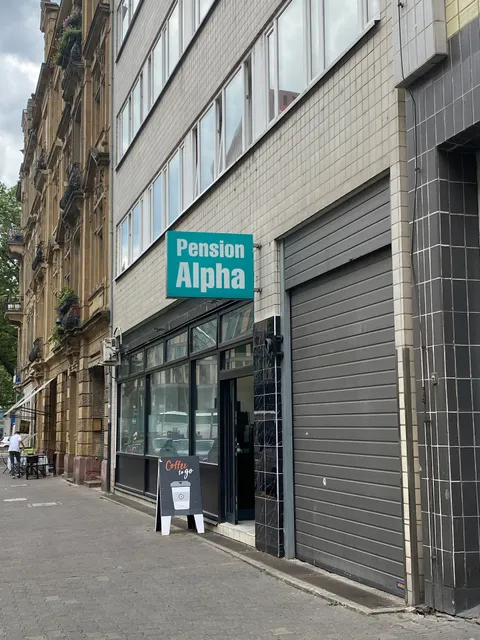 Pension
Alpha
Coffee
to go